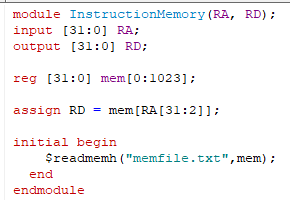 module InstructionMemory(RA, RD);
input [31:0] RA;
output [31:0] RD;
reg [31:0] mem[0:1023];
assign RD = mem[RA[31:2]];
initial begin
$readmemh("memfile.txt",mem);
end
endmodule